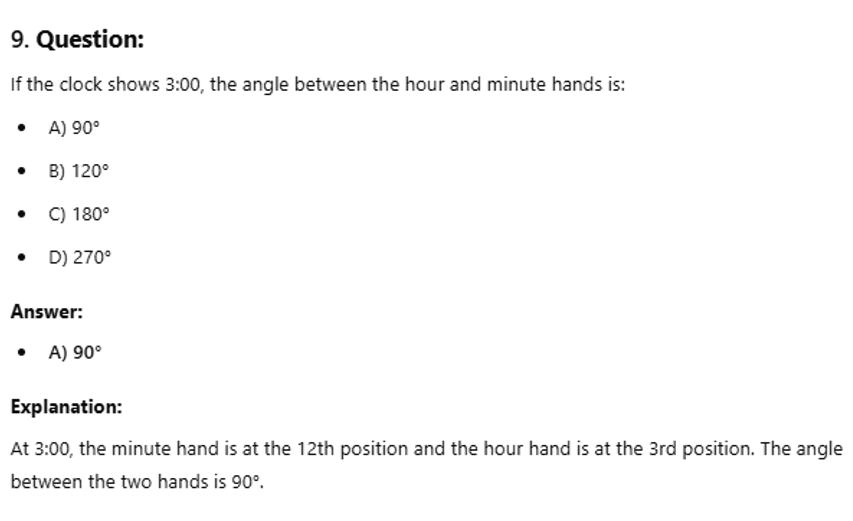 9. Question:
If the clock shows 3:00, the angle between the hour and minute hands is:
• A) 90°
• B) 120°
• C) 180°
• D) 270°
Answer:
• A) 90°
Explanation:
At 3:00, the minute hand is at the 12th position and the hour hand is at the 3rd position. The angle
between the two hands is 90°.